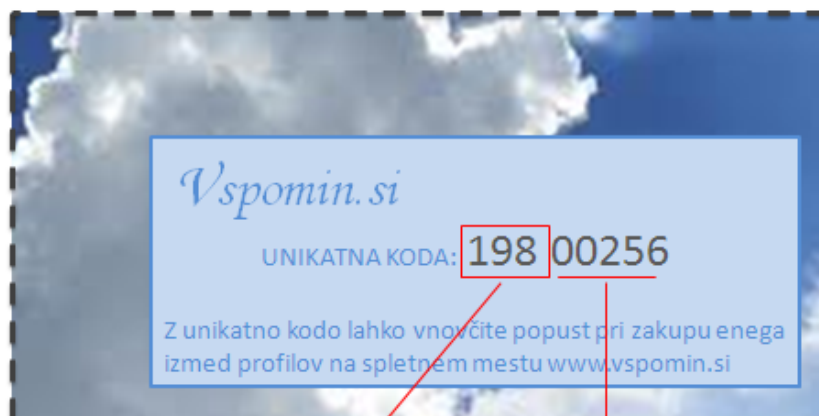 Vspomin.si
UNIKATNA KODA: 198 00256
Z unikatno kodo lahko vnovčite popust pri zakupu enega
izmed profilov na spletnem mestu www.vspomin.si